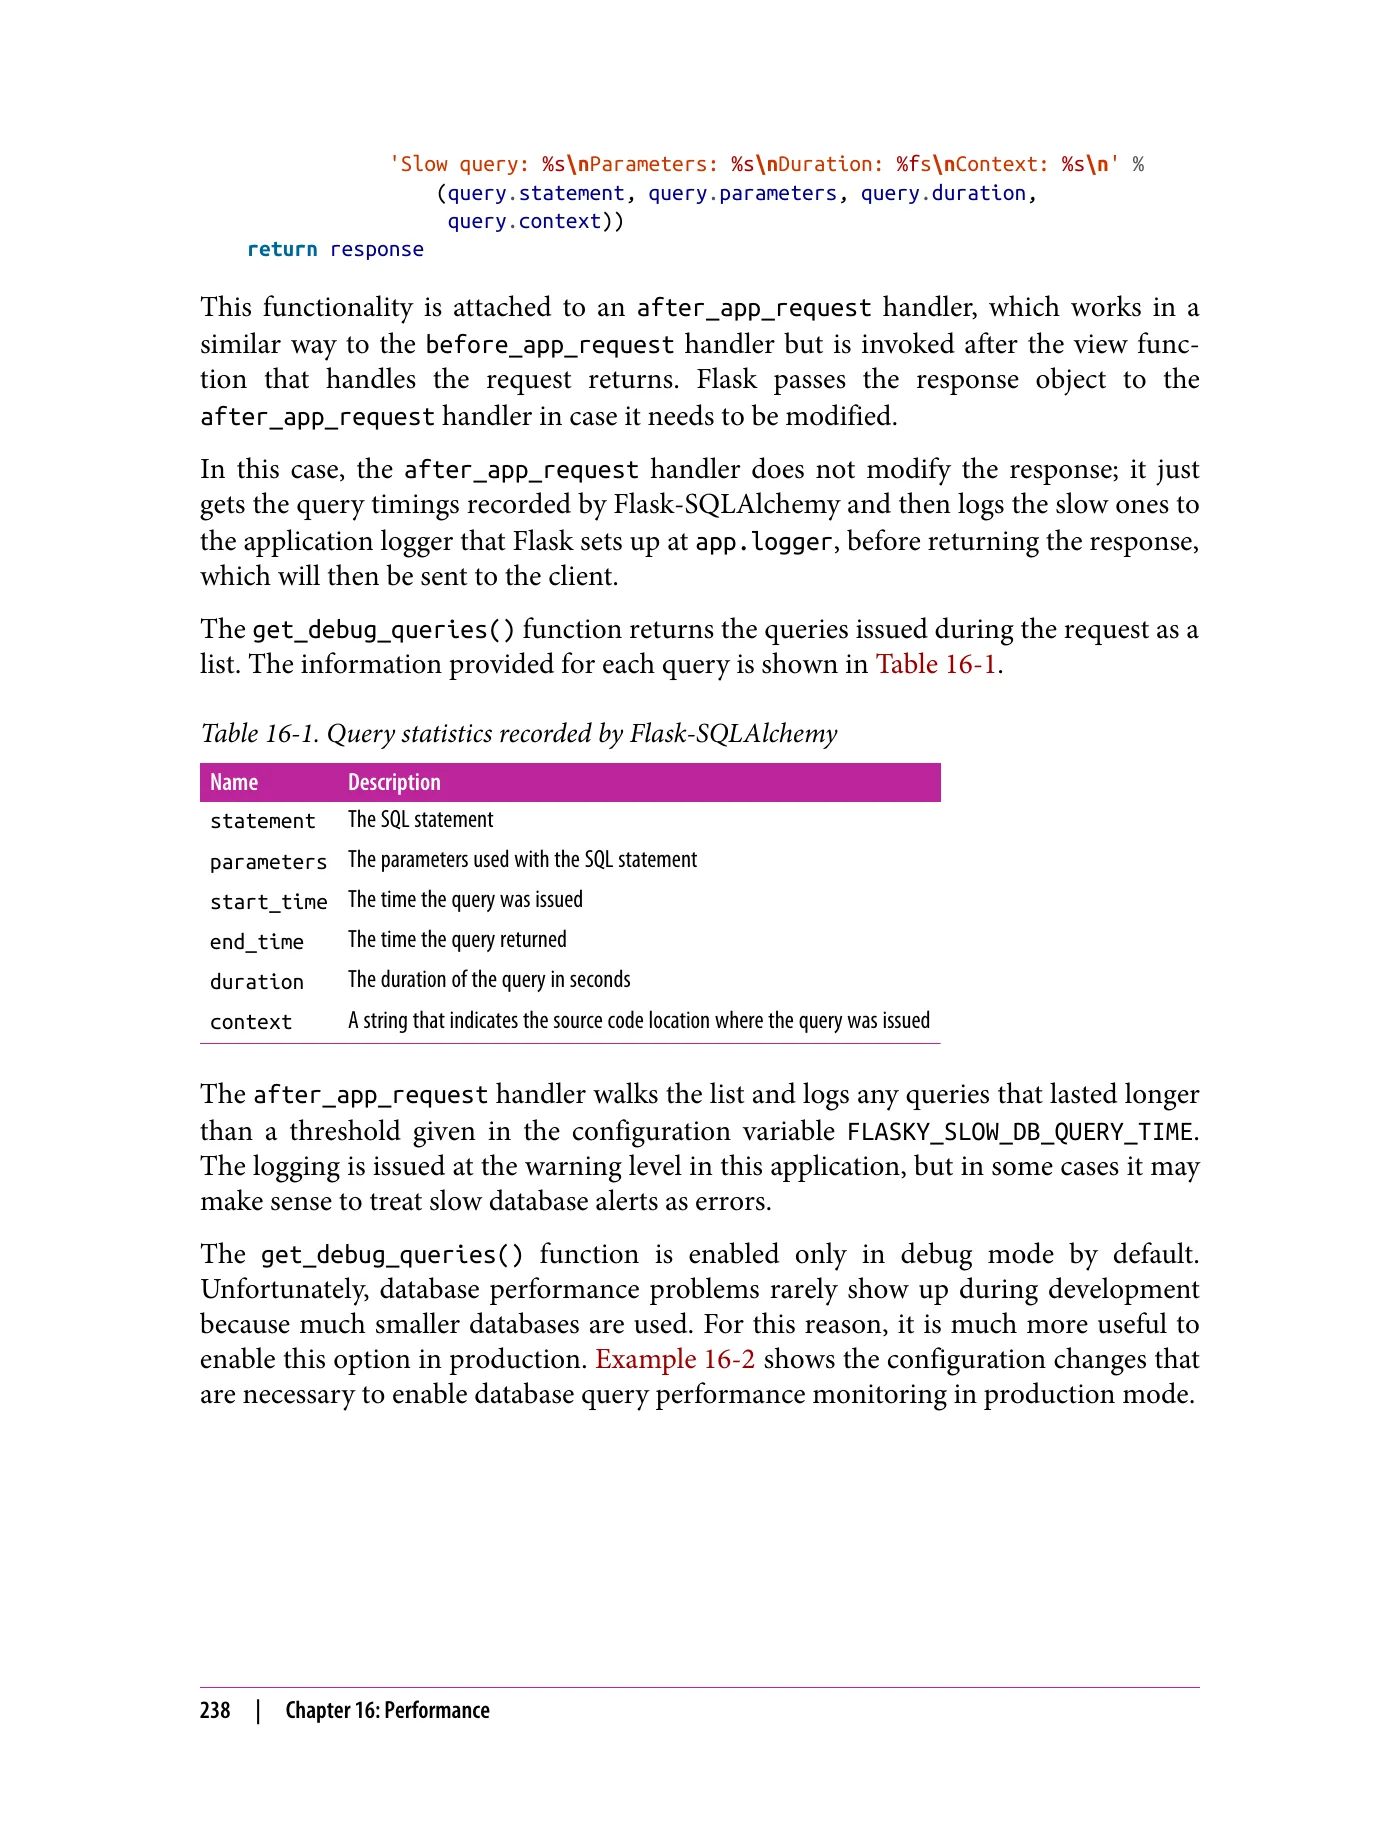 'Slow query: %s\nParameters: %s\nDuration: %fs\nContext: %s\n' %
(query.statement, query.parameters, query.duration,
query.context))
return response
This functionality is attached to an after_app_request handler, which works in a
similar way to the before_app_request handler but is invoked after the view func-
tion that handles the request returns. Flask passes the response object to the
after_app_request handler in case it needs to be modified.
In this case, the after_app_request handler does not modify the response; it just
gets the query timings recorded by Flask-SQLAlchemy and then logs the slow ones to
the application logger that Flask sets up at app.logger, before returning the response,
which will then be sent to the client.
The get_debug_queries() function returns the queries issued during the request as a
list. The information provided for each query is shown in Table 16-1.
Table 16-1. Query statistics recorded by Flask-SQLAlchemy
Name Description
statement The SQL statement
parameters The parameters used with the SQL statement
start_time The time the query was issued
end_time The time the query returned
duration The duration of the query in seconds
context A string that indicates the source code location where the query was issued
The after_app_request handler walks the list and logs any queries that lasted longer
than a threshold given in the configuration variable FLASKY_SLOW_DB_QUERY_TIME.
The logging is issued at the warning level in this application, but in some cases it may
make sense to treat slow database alerts as errors.
The get_debug_queries() function is enabled only in debug mode by default.
Unfortunately, database performance problems rarely show up during development
because much smaller databases are used. For this reason, it is much more useful to
enable this option in production. Example 16-2 shows the configuration changes that
are necessary to enable database query performance monitoring in production mode.
238 | Chapter 16: Performance